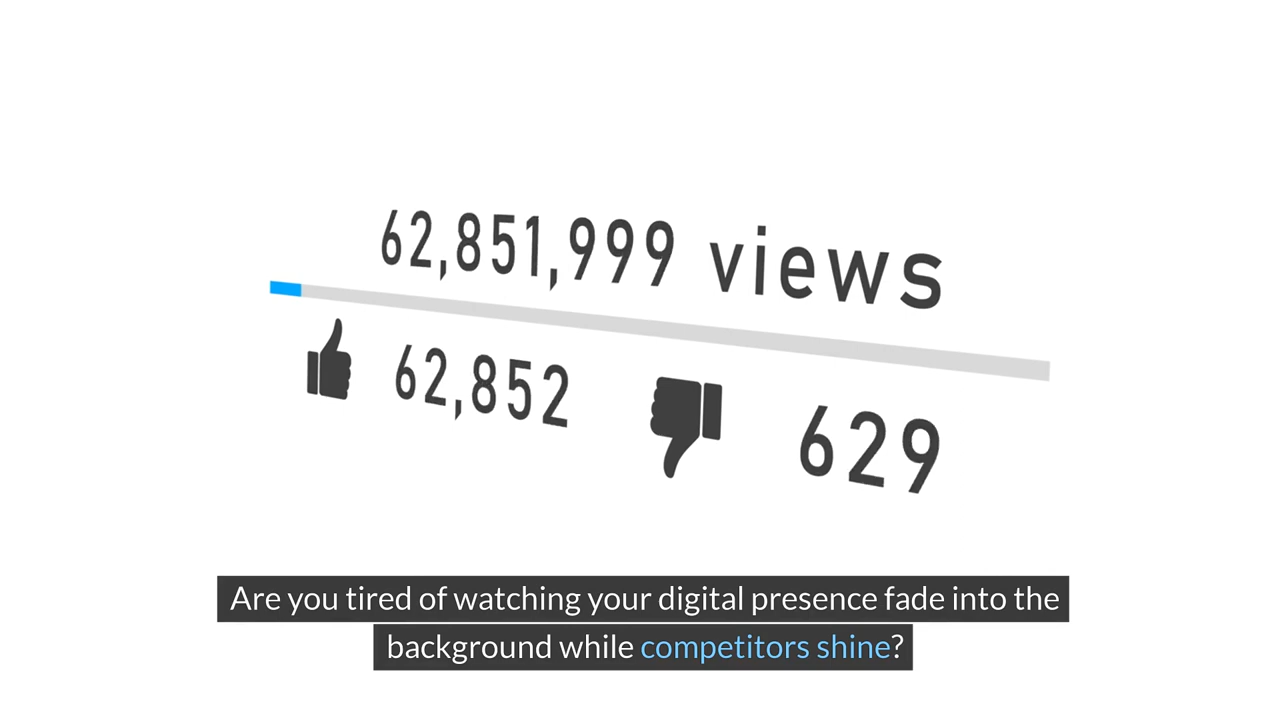 62,851,999 views
62,852 629
Are you tired of watching your digital presence fade into the
background while competitors shine?